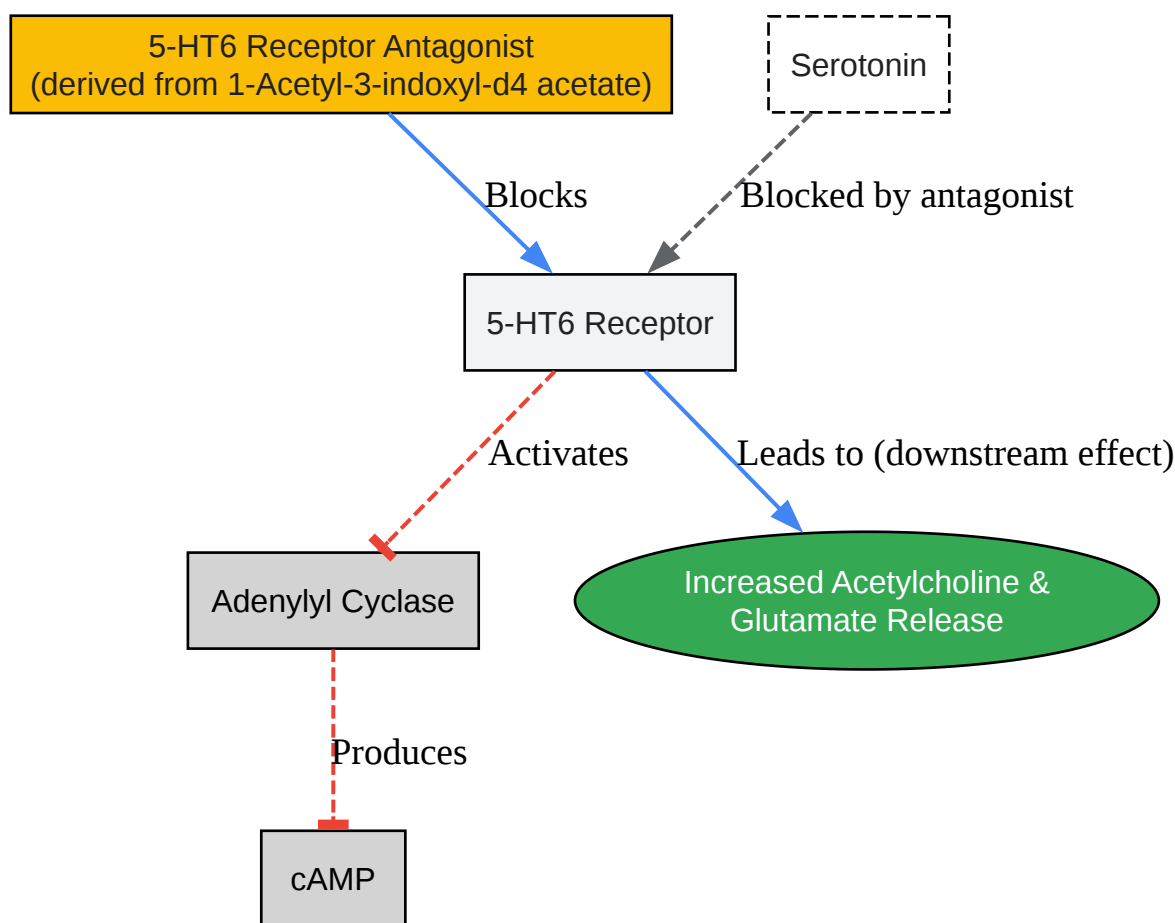 5-HT6 Receptor Antagonist
(derived from 1-Acetyl-3-indoxyl-d4 acetate)
Serotonin
Blocks
Blocked by antagonist
5-HT6 Receptor
Activates
Leads to (downstream effect)
Adenylyl Cyclase
Increased Acetylcholine &
Glutamate Release
Produces
cAMP